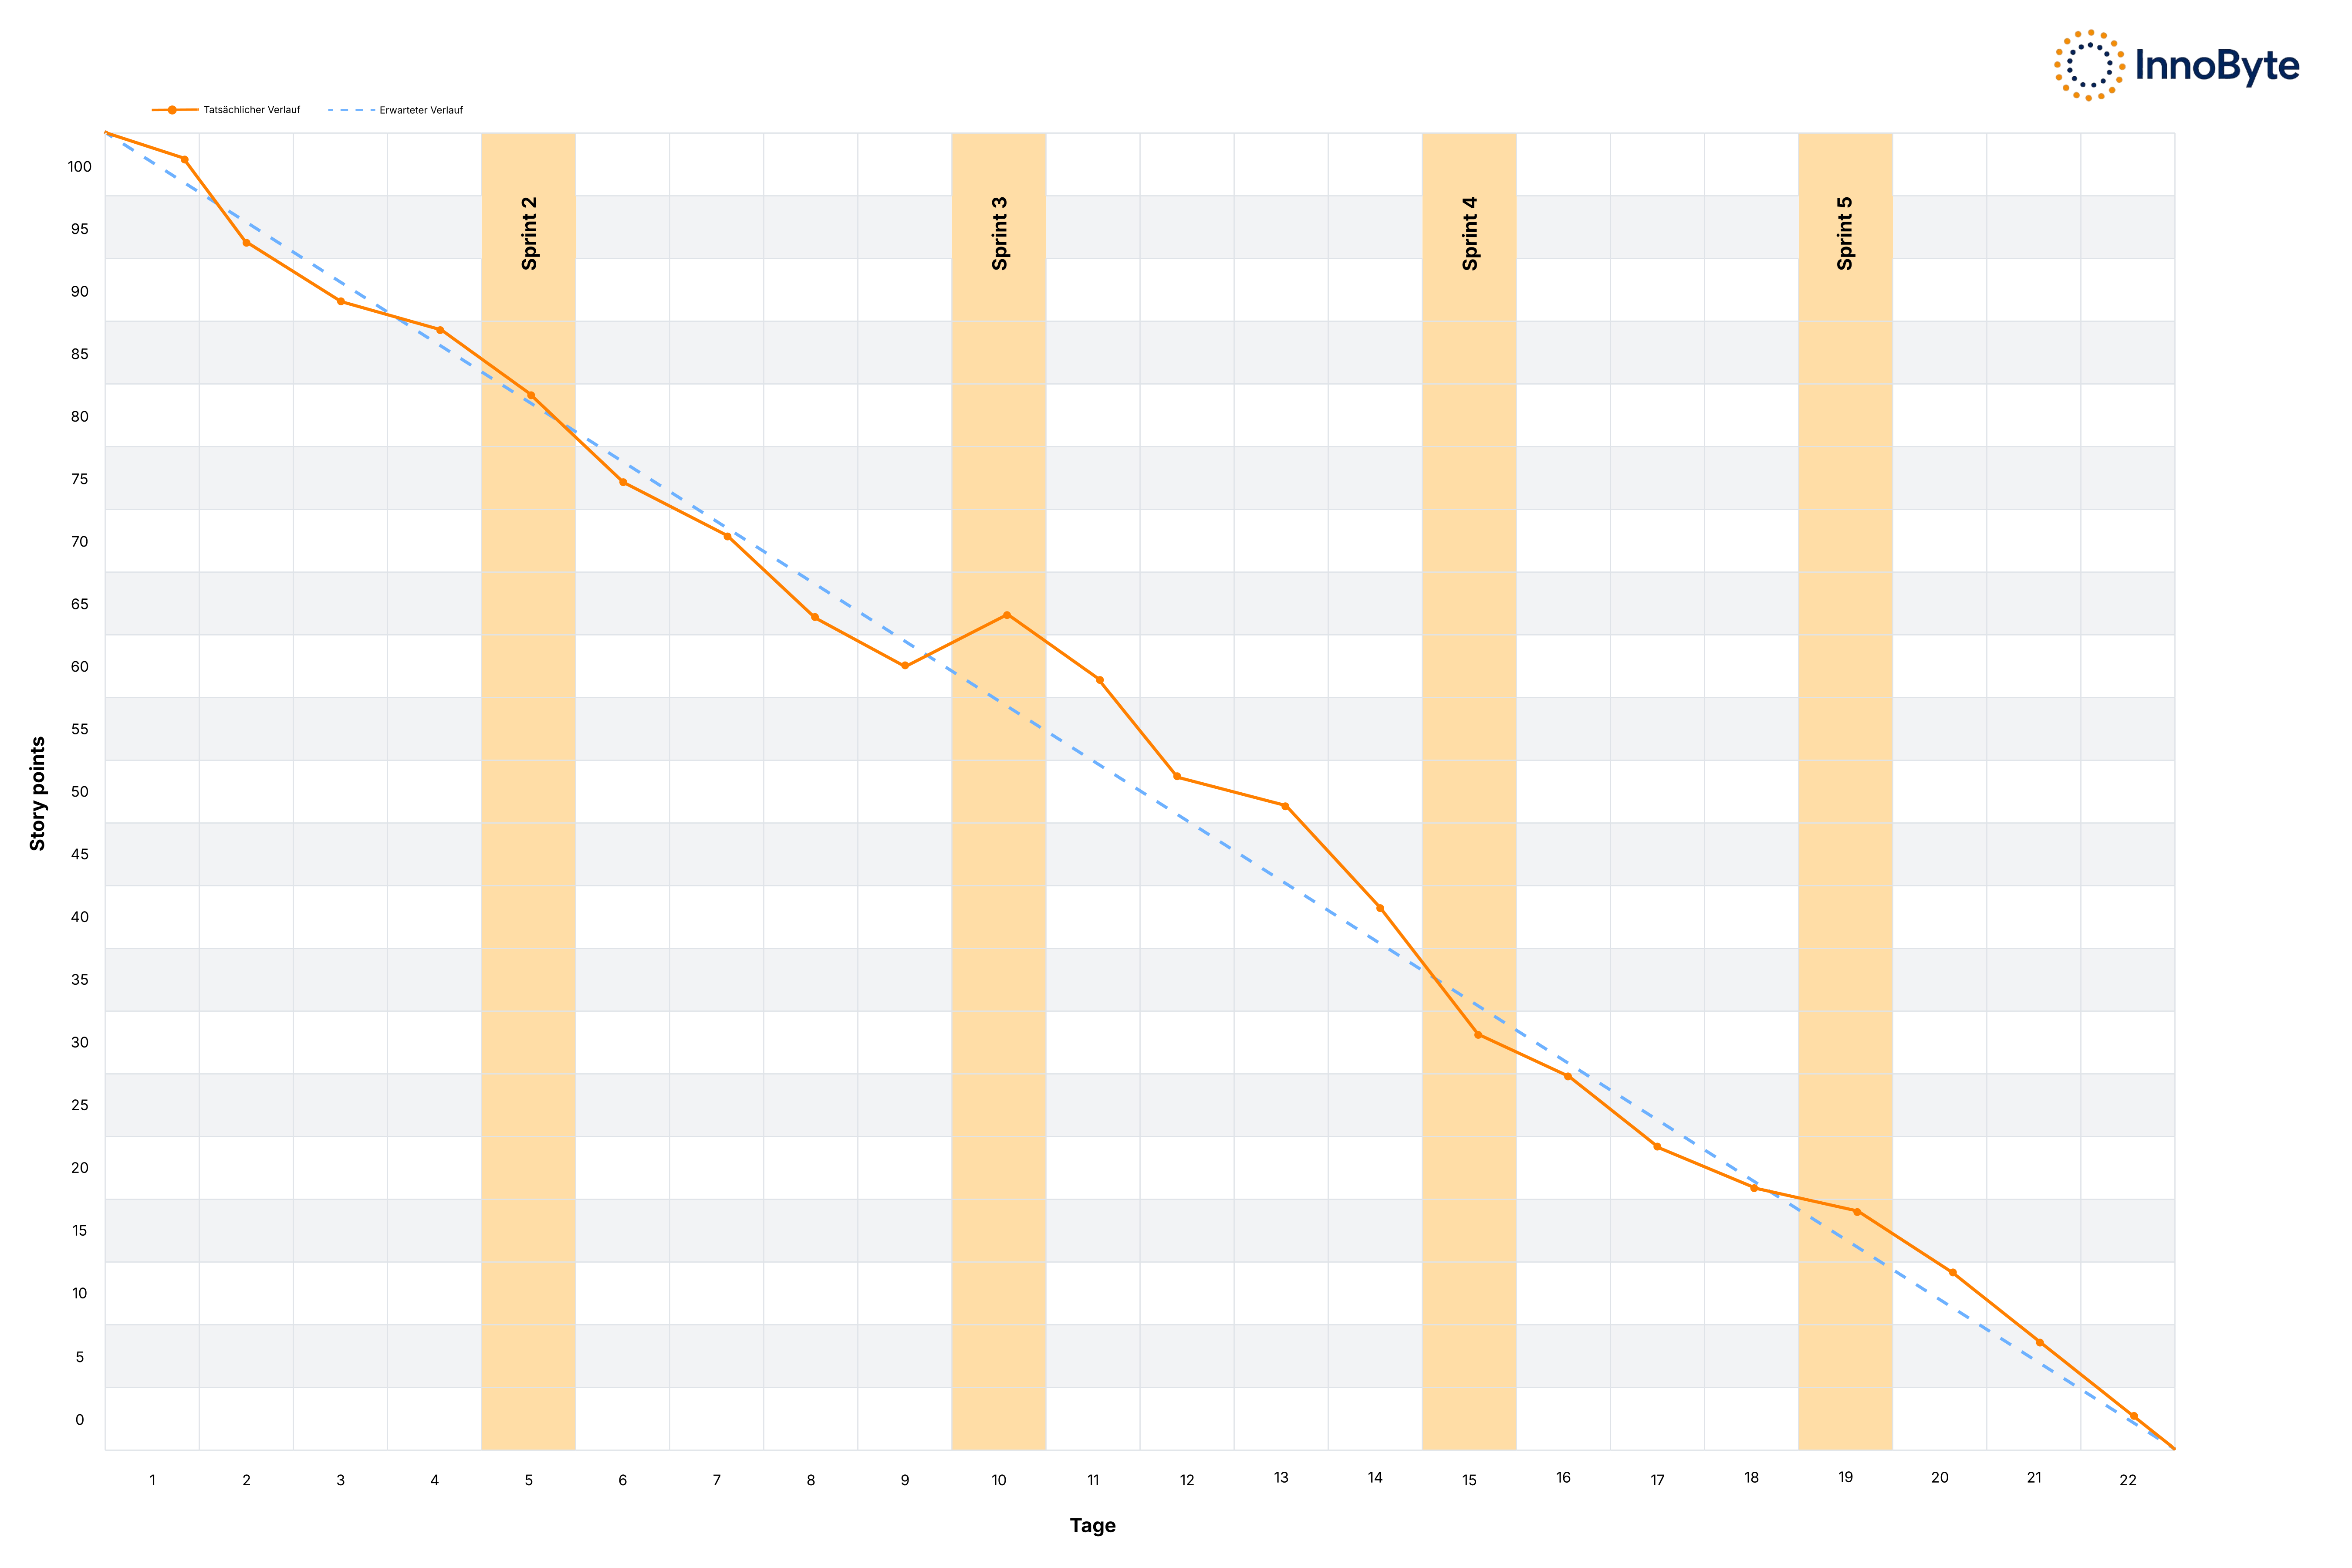 InnoByte
Tatsächlicher Verlauf
Erwarteter Verlauf
Sprint 2
Sprint 3
Sprint 4
Sprint 5
100
95
90
85
80
75
70
65
60
55
50
45
40
35
30
25
20
15
10
5
0
Story points
1 2 3 4 5 6 7 8 9 10 11 12 13 14 15 16 17 18 19 20 21 22
Tage